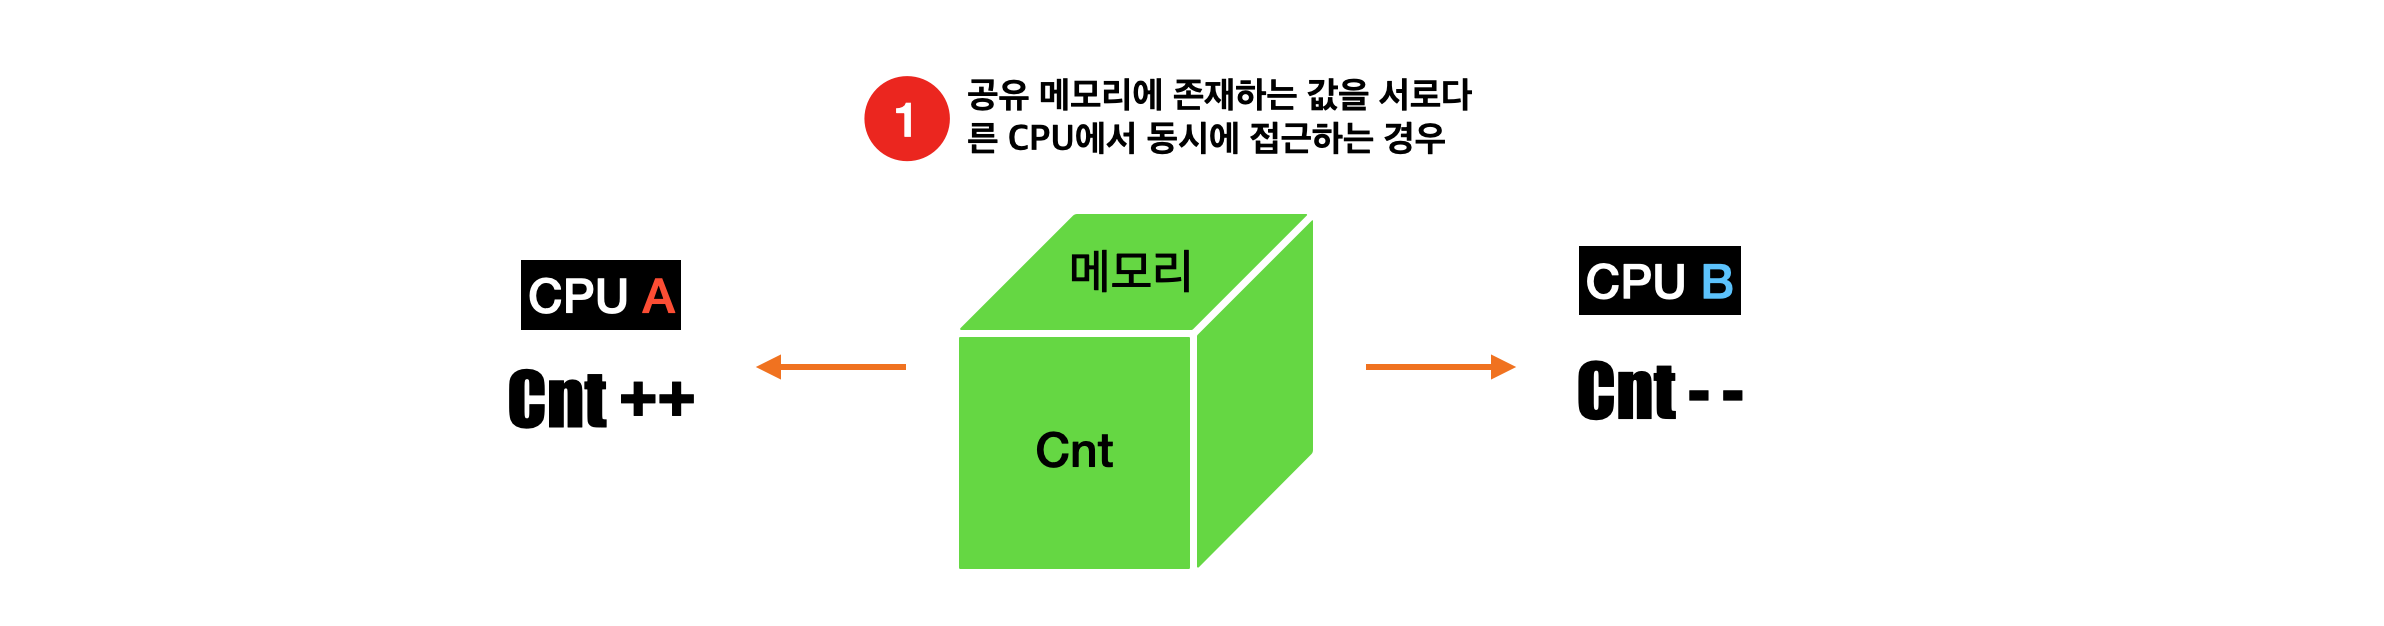 1
공유 메모리에 존재하는 값을 서로다
른 CPU에서 동시에 접근하는 경우
메모리
CPU A
Cnt ++
Cnt
CPU B
Cnt - -